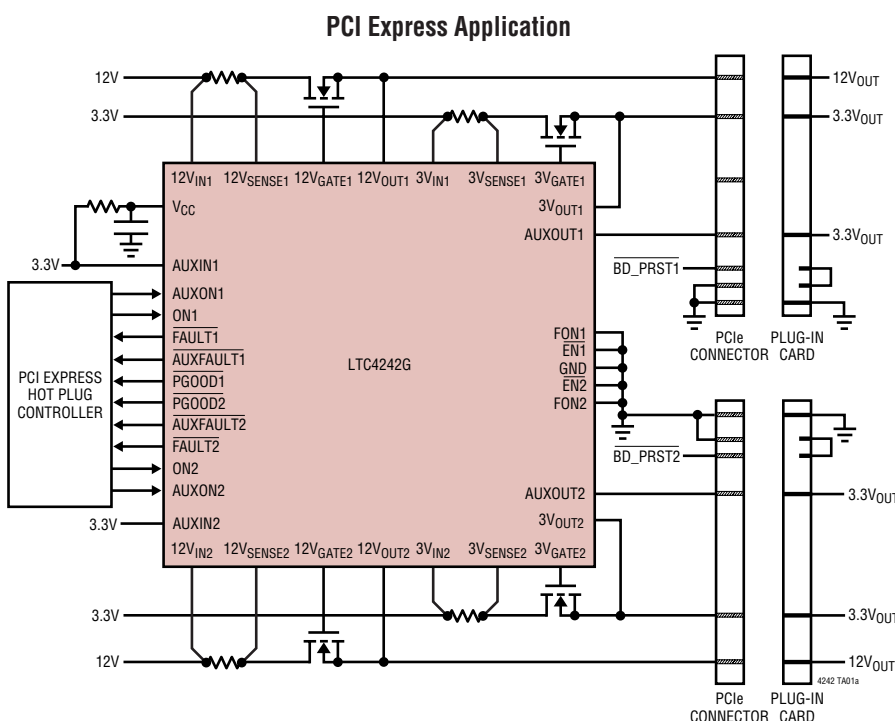 PCI Express Application
12V
12VOUT
3.3V
3.3VOUT
12VIN1 12VSENSE1 12VGATE1 12VOUT1 3VIN1 3VSENSE1 3VGATE1
VCC
3VOUT1
AUXOUT1
3.3VOUT
3.3V
AUXIN1
BD_PRST1
AUXON1
ON1
FAULT1
AUXFAULT1
PGOOD1
PGOOD2
AUXFAULT2
FAULT2
ON2
AUXON2
PCI EXPRESS
HOT PLUG
CONTROLLER
LTC4242G
FON1
EN1
GND
EN2
FON2
PCIe
CONNECTOR
PLUG-IN
CARD
BD_PRST2
AUXOUT2
3.3VOUT
3.3V
AUXIN2
3VOUT2
12VIN2 12VSENSE2 12VGATE2 12VOUT2 3VIN2 3VSENSE2 3VGATE2
3.3V
3.3VOUT
12V
12VOUT
4242 TA01a
PCIe
CONNECTOR
PLUG-IN
CARD